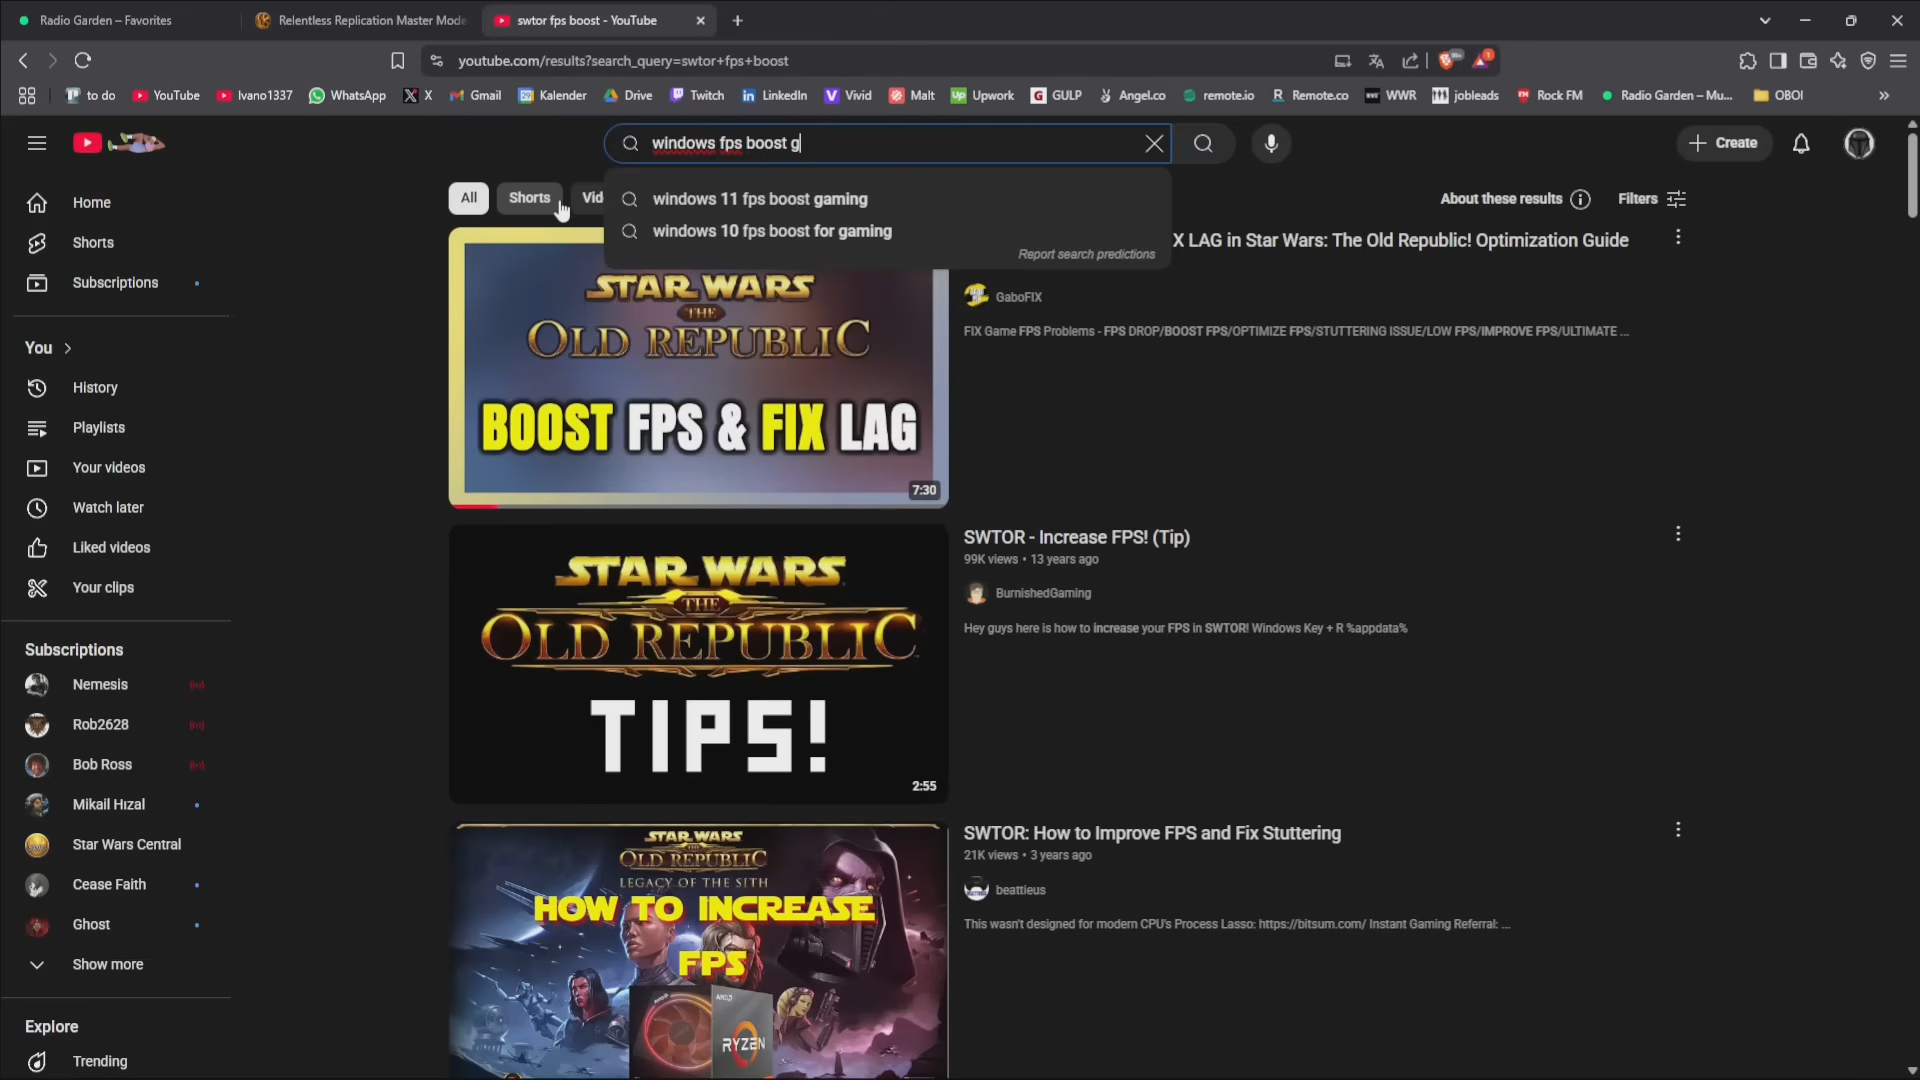 Radio Garden – Favorites
Relentless Replication Master Mode
swtor fps boost - YouTube
youtube.com/results?search_query=swtor+fps+boost
to do
YouTube
Ivano1337
WhatsApp
X
Gmail
Kalender
Drive
Twitch
LinkedIn
Vivid
Malt
Upwork
GULP
Angel.co
remote.io
Remote.co
WWR
jobleads
Rock FM
Radio Garden – Mu...
OBOI
windows fps boost g
Create
windows 11 fps boost gaming
windows 10 fps boost for gaming
Report search predictions
All
Shorts
Vid
About these results
Filters
Home
Shorts
Subscriptions
You
History
Playlists
Your videos
Watch later
Liked videos
Your clips
Subscriptions
Nemesis
Rob2628
Bob Ross
Mikail Hızal
Star Wars Central
Cease Faith
Ghost
Show more
Explore
Trending
STAR WARS
THE
OLD REPUBLIC
BOOST FPS & FIX LAG
7:30
X LAG in Star Wars: The Old Republic! Optimization Guide
GaboFIX
FIX Game FPS Problems - FPS DROP/BOOST FPS/OPTIMIZE FPS/STUTTERING ISSUE/LOW FPS/IMPROVE FPS/ULTIMATE ...
STAR WARS
THE
OLD REPUBLIC
TIPS!
2:55
SWTOR - Increase FPS! (Tip)
99K views • 13 years ago
BurnishedGaming
Hey guys here is how to increase your FPS in SWTOR! Windows Key + R %appdata%
STAR WARS
THE
OLD REPUBLIC
LEGACY OF THE SITH
HOW TO INCREASE
FPS
AMD
RYZEN
SWTOR: How to Improve FPS and Fix Stuttering
21K views • 3 years ago
beattieus
This wasn't designed for modern CPU's Process Lasso: https://bitsum.com/ Instant Gaming Referral: ...